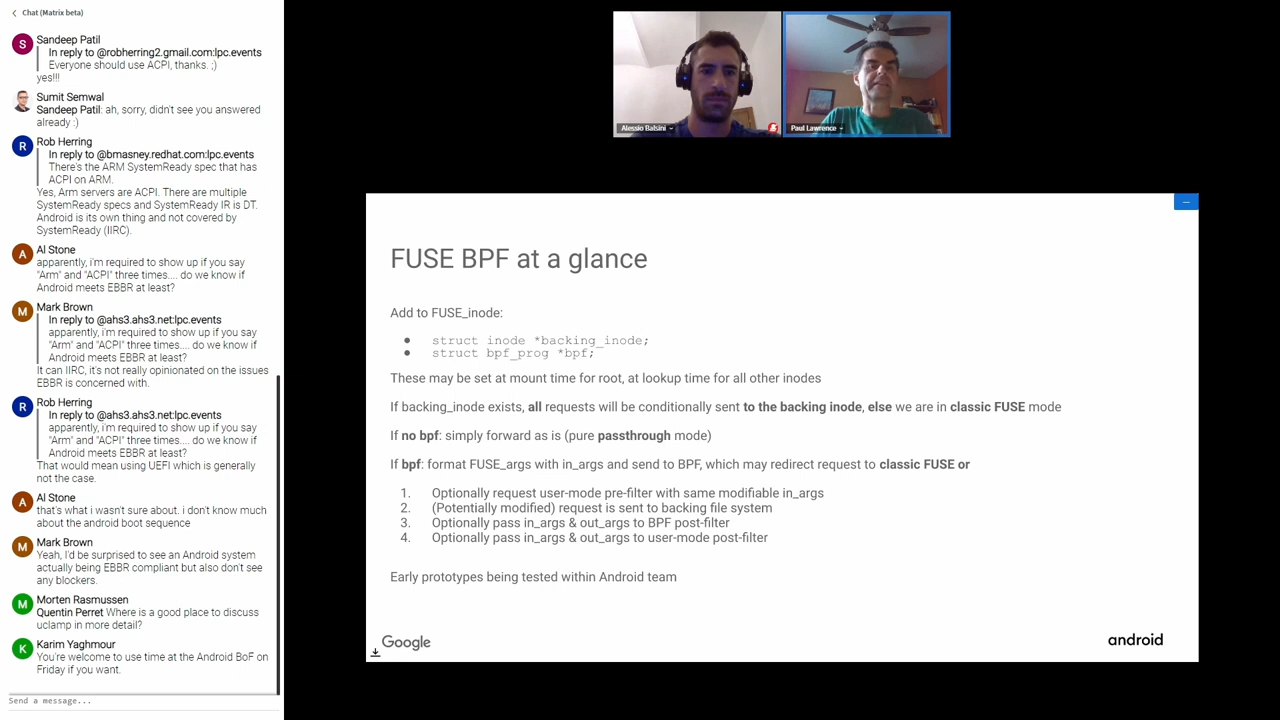 Chat (Matrix beta)
S
Sandeep Patil
In reply to @robherring2.gmail.com:lpc.events
Everyone should use ACPI, thanks. ;)
yes!!!
Sumit Semwal
Sandeep Patil: ah, sorry, didn't see you answered
already :)
R
Rob Herring
In reply to @bmasney.redhat.com:lpc.events
There's the ARM SystemReady spec that has
ACPI on ARM.
Yes, Arm servers are ACPI. There are multiple
SystemReady specs and SystemReady IR is DT.
Android is its own thing and not covered by
SystemReady (IIRC).
A
Al Stone
apparently, i'm required to show up if you say
"Arm" and "ACPI" three times.... do we know if
Android meets EBBR at least?
M
Mark Brown
In reply to @ahs3.ahs3.net:lpc.events
apparently, i'm required to show up if you say
"Arm" and "ACPI" three times.... do we know if
Android meets EBBR at least?
It can IIRC, it's not really opinionated on the issues
EBBR is concerned with.
R
Rob Herring
In reply to @ahs3.ahs3.net:lpc.events
apparently, i'm required to show up if you say
"Arm" and "ACPI" three times.... do we know if
Android meets EBBR at least?
That would mean using UEFI which is generally
not the case.
A
Al Stone
that's what i wasn't sure about. i don't know much
about the android boot sequence
M
Mark Brown
Yeah, I'd be surprised to see an Android system
actually being EBBR compliant but also don't see
any blockers.
M
Morten Rasmussen
Quentin Perret Where is a good place to discuss
uclamp in more detail?
K
Karim Yaghmour
You're welcome to use time at the Android BoF on
Friday if you want.
Send a message...
Alessio Balsini
Paul Lawrence
FUSE BPF at a glance
Add to FUSE_inode:
● struct inode *backing_inode;
● struct bpf_prog *bpf;
These may be set at mount time for root, at lookup time for all other inodes
If backing_inode exists, all requests will be conditionally sent to the backing inode, else we are in classic FUSE mode
If no bpf: simply forward as is (pure passthrough mode)
If bpf: format FUSE_args with in_args and send to BPF, which may redirect request to classic FUSE or
1. Optionally request user-mode pre-filter with same modifiable in_args
2. (Potentially modified) request is sent to backing file system
3. Optionally pass in_args & out_args to BPF post-filter
4. Optionally pass in_args & out_args to user-mode post-filter
Early prototypes being tested within Android team
Google
android